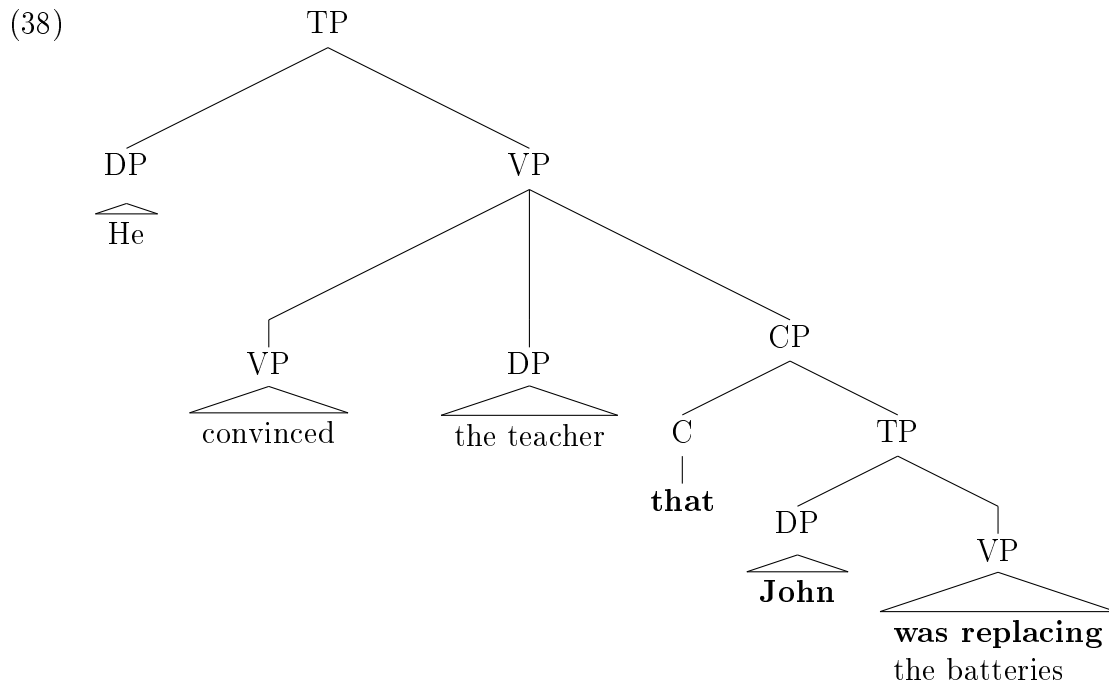 (38)
TP
DP VP
He
CP
VP DP
convinced the teacher C TP
that
DP
VP
John
was replacing
the batteries